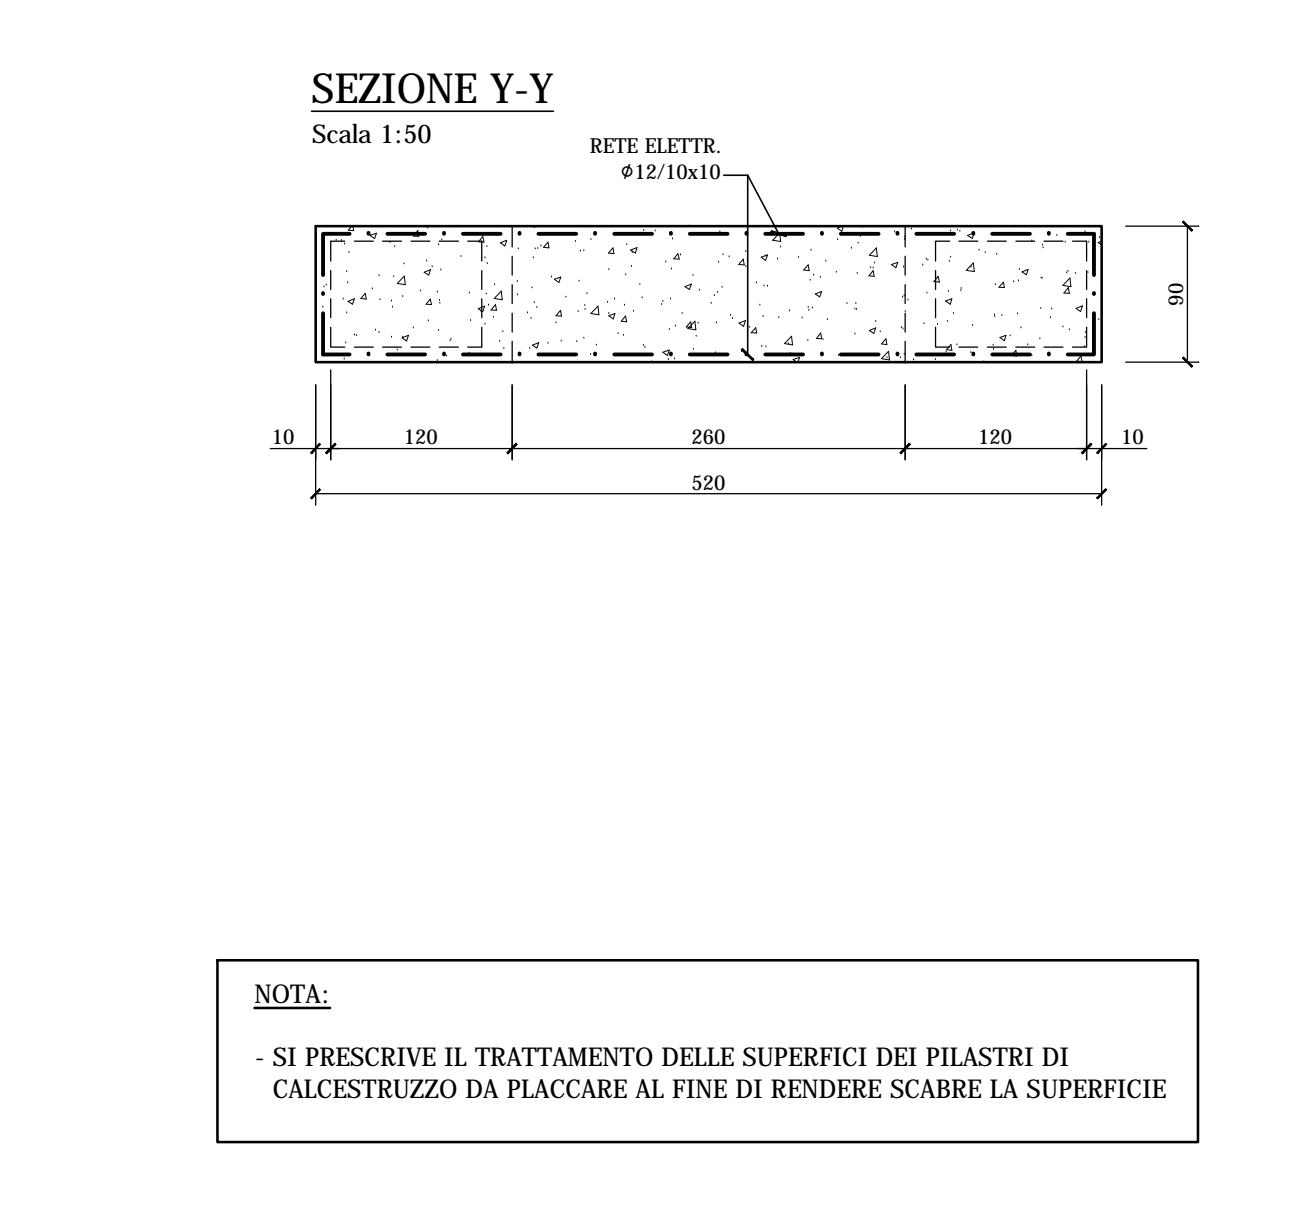 SEZIONE Y-Y
Scala 1:50
RETE ELETTR.
ϕ12/10x10
90
10 120 260 120 10
520
NOTA:
- SI PRESCRIVE IL TRATTAMENTO DELLE SUPERFICI DEI PILASTRI DI
CALCESTRUZZO DA PLACCARE AL FINE DI RENDERE SCABRE LA SUPERFICIE